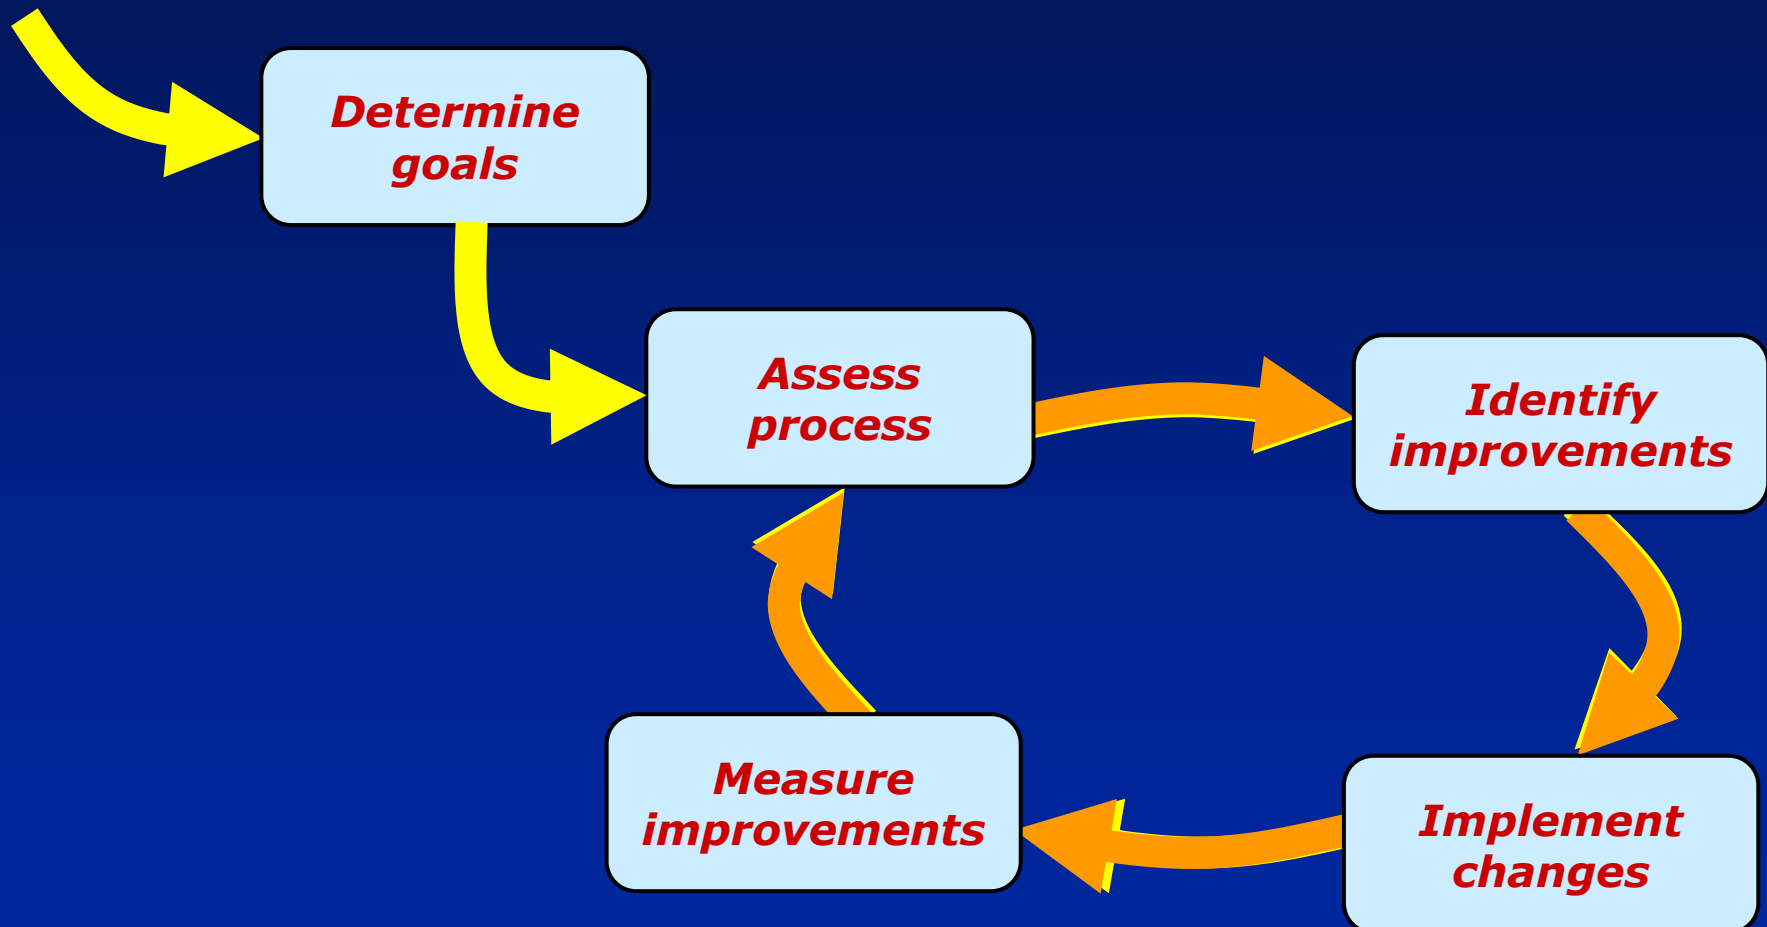 Determine
goals
Assess
process
Identify
improvements
Measure
improvements
Implement
changes